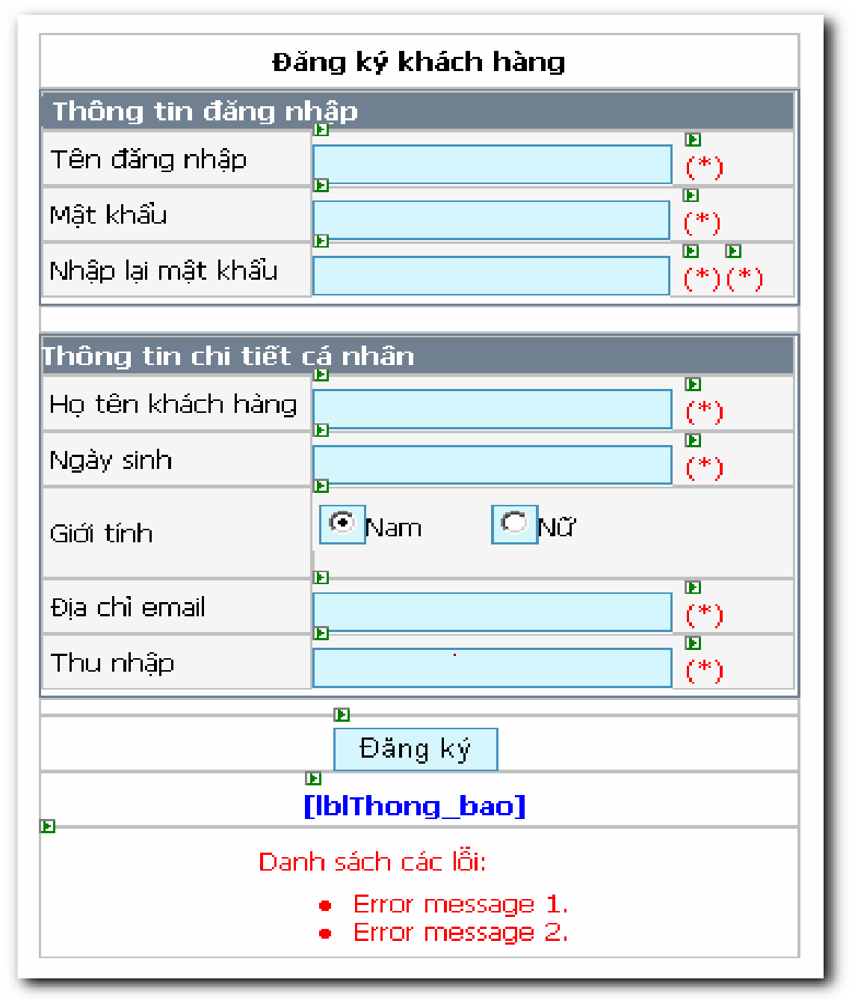 Đăng ký khách hàng
Thông tin đăng nhập
Tên đăng nhập (*)
Mật khẩu (*)
Nhập lại mật khẩu (*) (*)
Thông tin chi tiết cá nhân
Họ tên khách hàng (*)
Ngày sinh (*)
Giới tính Nam Nữ
Địa chỉ email (*)
Thu nhập (*)
Đăng ký
[lblThong_bao]
Danh sách các lỗi:
• Error message 1.
• Error message 2.